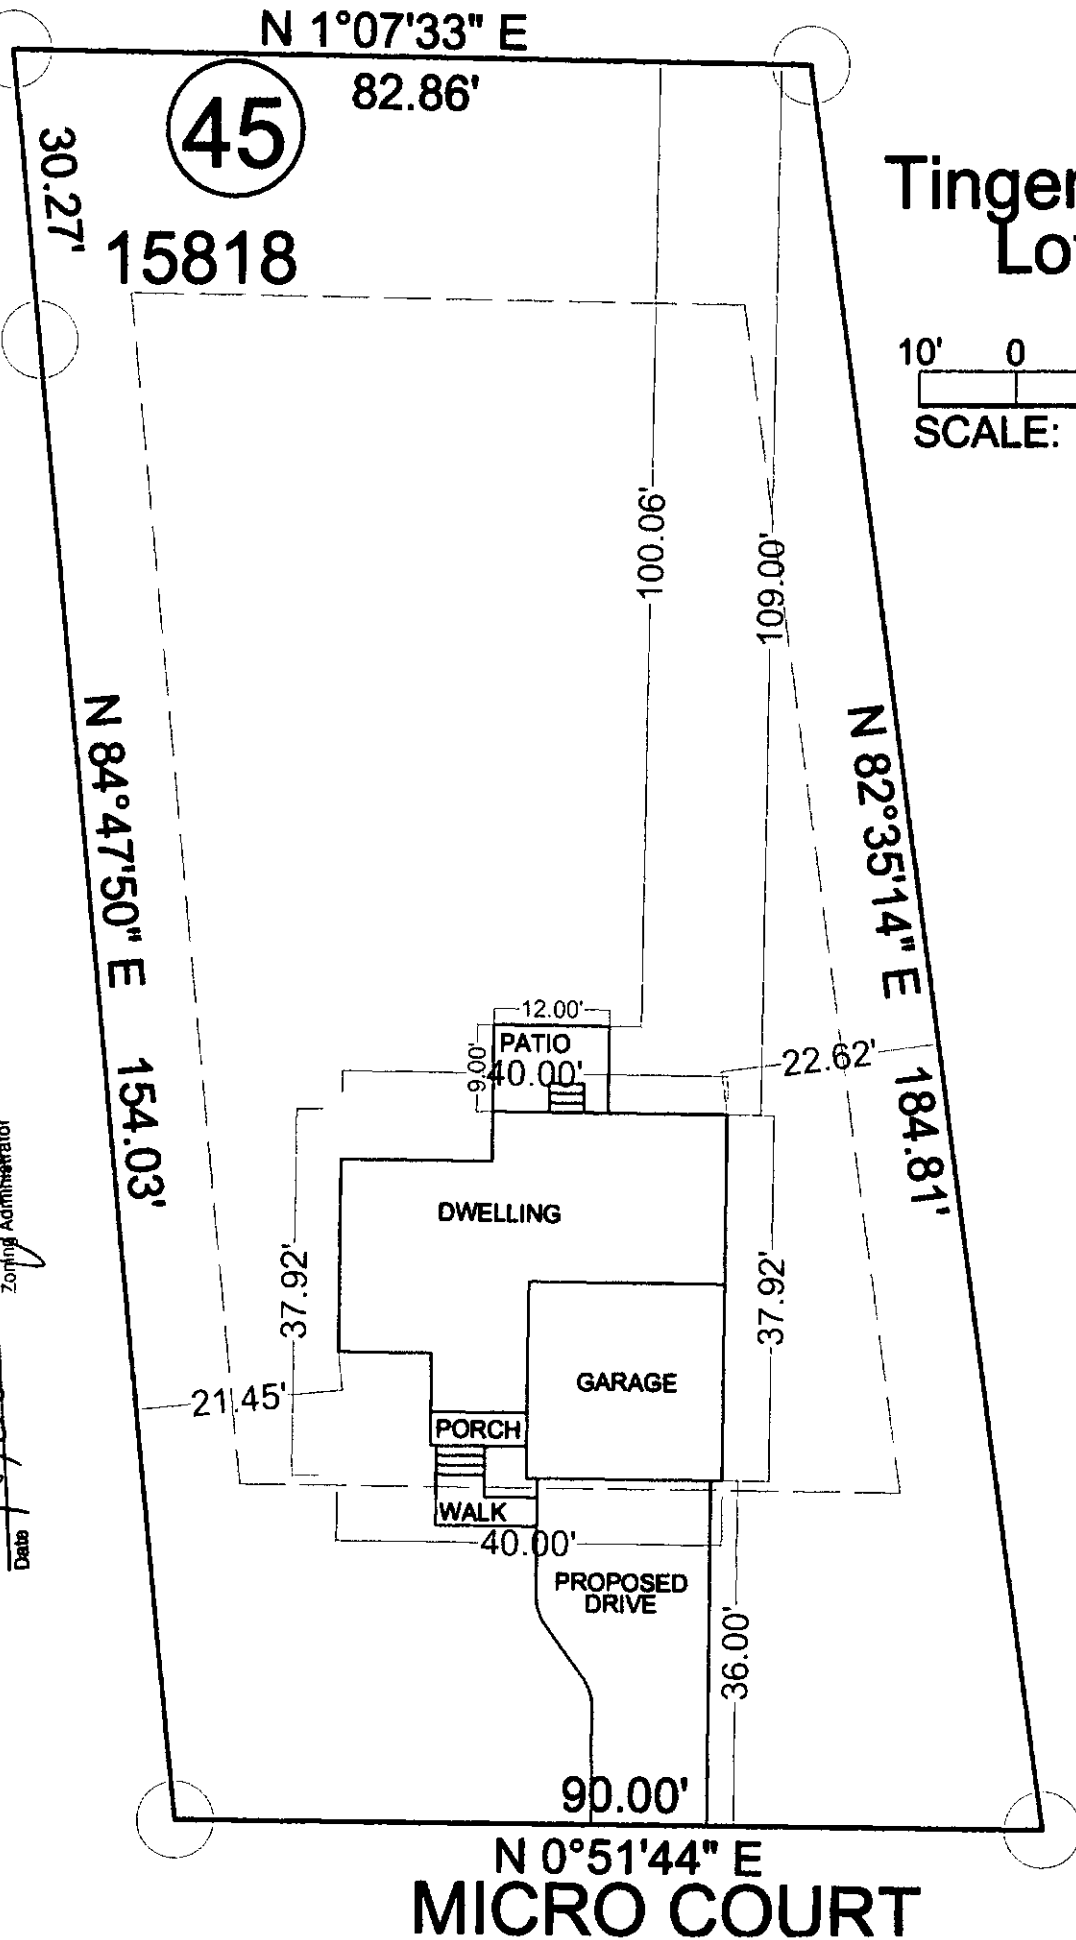 N 1°07'33" E
82.86'
45
30.27'
15818
Tinger
Lo
10' 0
SCALE:
100.06'
109.00'
N 84°47'50" E 154.03'
N 82°35'14" E 184.81'
12.00'
PATIO
9.00'
40.00'
22.62'
DWELLING
37.92'
37.92'
GARAGE
21.45'
PORCH
WALK
40.00'
PROPOSED
DRIVE
36.00'
90.00'
N 0°51'44" E
MICRO COURT
Zoning Administrator
Date